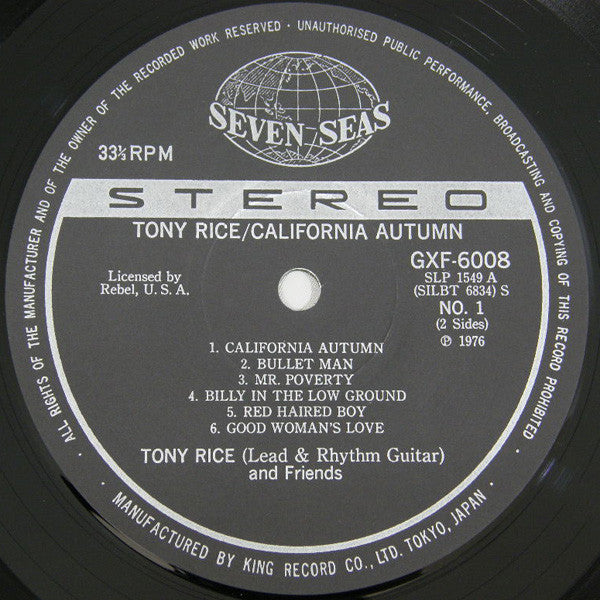 · ALL RIGHTS OF THE MANUFACTURER AND OF THE OWNER OF THE RECORDED WORK RESERVED · UNAUTHORISED PUBLIC PERFORMANCE, BROADCASTING AND COPYING OF THIS RECORD PROHIBITED ·
SEVEN SEAS
33⅓ RPM
STEREO
TONY RICE/CALIFORNIA AUTUMN
Licensed by
Rebel, U.S.A.
GXF-6008
SLP 1549 A
(SILBT 6834) S
NO. 1
(2 Sides)
℗ 1976
1. CALIFORNIA AUTUMN
2. BULLET MAN
3. MR. POVERTY
4. BILLY IN THE LOW GROUND
5. RED HAIRED BOY
6. GOOD WOMAN'S LOVE
TONY RICE (Lead & Rhythm Guitar)
and Friends
MANUFACTURED BY KING RECORD CO., LTD. TOKYO, JAPAN